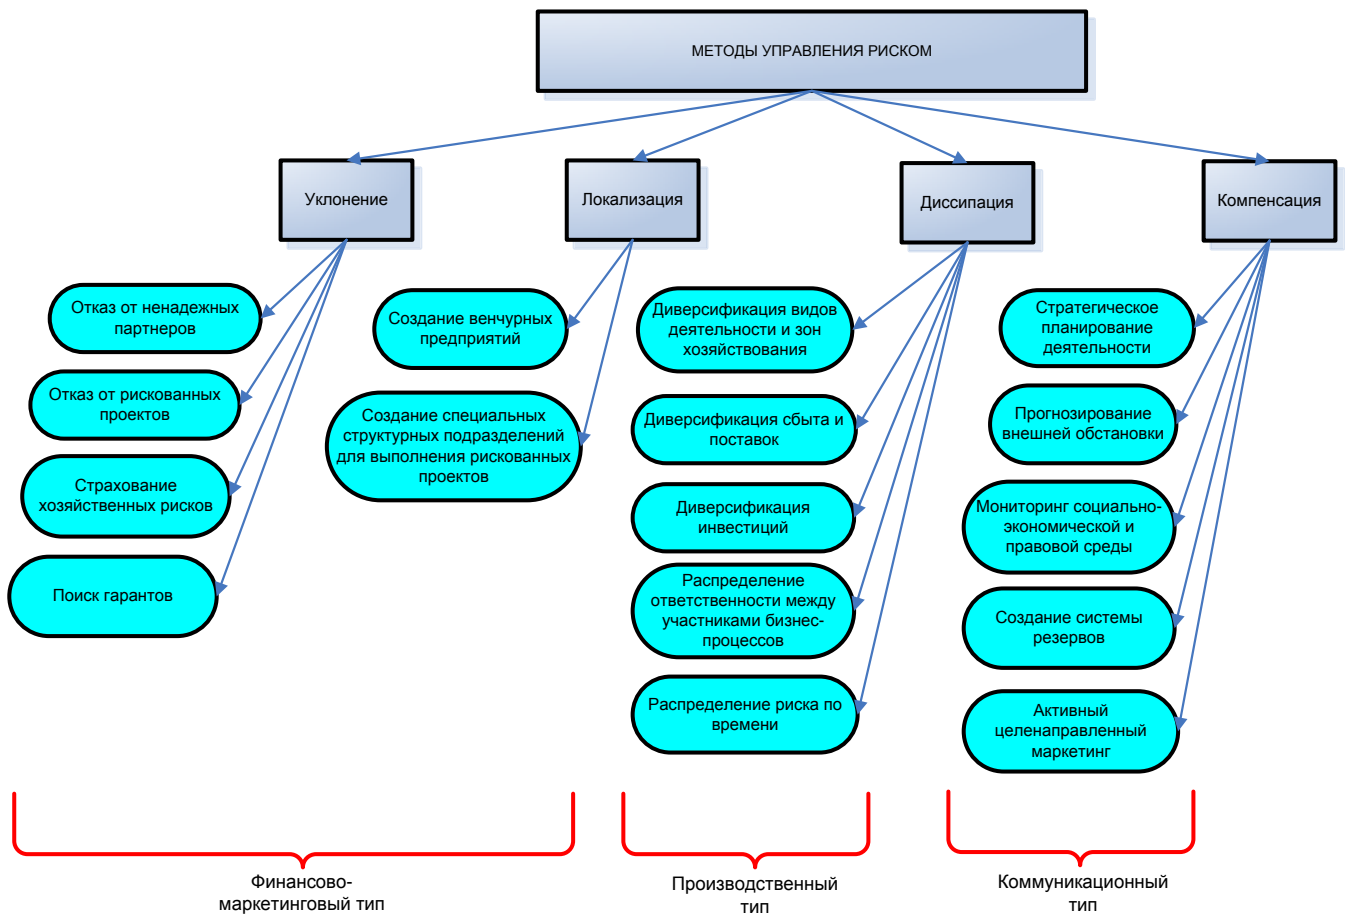 МЕТОДЫ УПРАВЛЕНИЯ РИСКОМ
Уклонение
Локализация
Диссипация
Компенсация
Отказ от ненадежных
партнеров
Отказ от рискованных
проектов
Страхование
хозяйственных рисков
Поиск гарантов
Создание венчурных
предприятий
Создание специальных
структурных подразделений
для выполнения рискованных
проектов
Диверсификация видов
деятельности и зон
хозяйствования
Диверсификация сбыта и
поставок
Диверсификация
инвестиций
Распределение
ответственности между
участниками бизнес-
процессов
Распределение риска по
времени
Стратегическое
планирование
деятельности
Прогнозирование
внешней обстановки
Мониторинг социально-
экономической и
правовой среды
Создание системы
резервов
Активный
целенаправленный
маркетинг
Финансово-
маркетинговый тип
Производственный
тип
Коммуникационный
тип